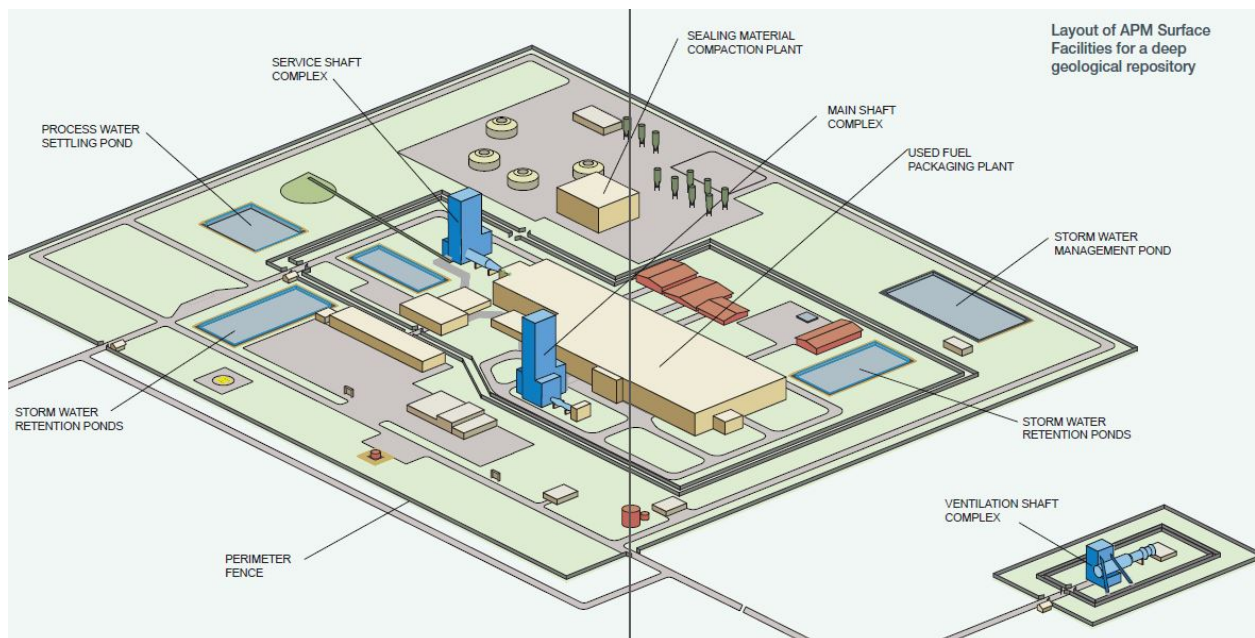 Layout of APM Surface
Facilities for a deep
geological repository
SEALING MATERIAL
COMPACTION PLANT
SERVICE SHAFT
COMPLEX
MAIN SHAFT
COMPLEX
PROCESS WATER
SETTLING POND
USED FUEL
PACKAGING PLANT
STORM WATER
MANAGEMENT POND
STORM WATER
RETENTION PONDS
STORM WATER
RETENTION PONDS
VENTILATION SHAFT
COMPLEX
PERIMETER
FENCE